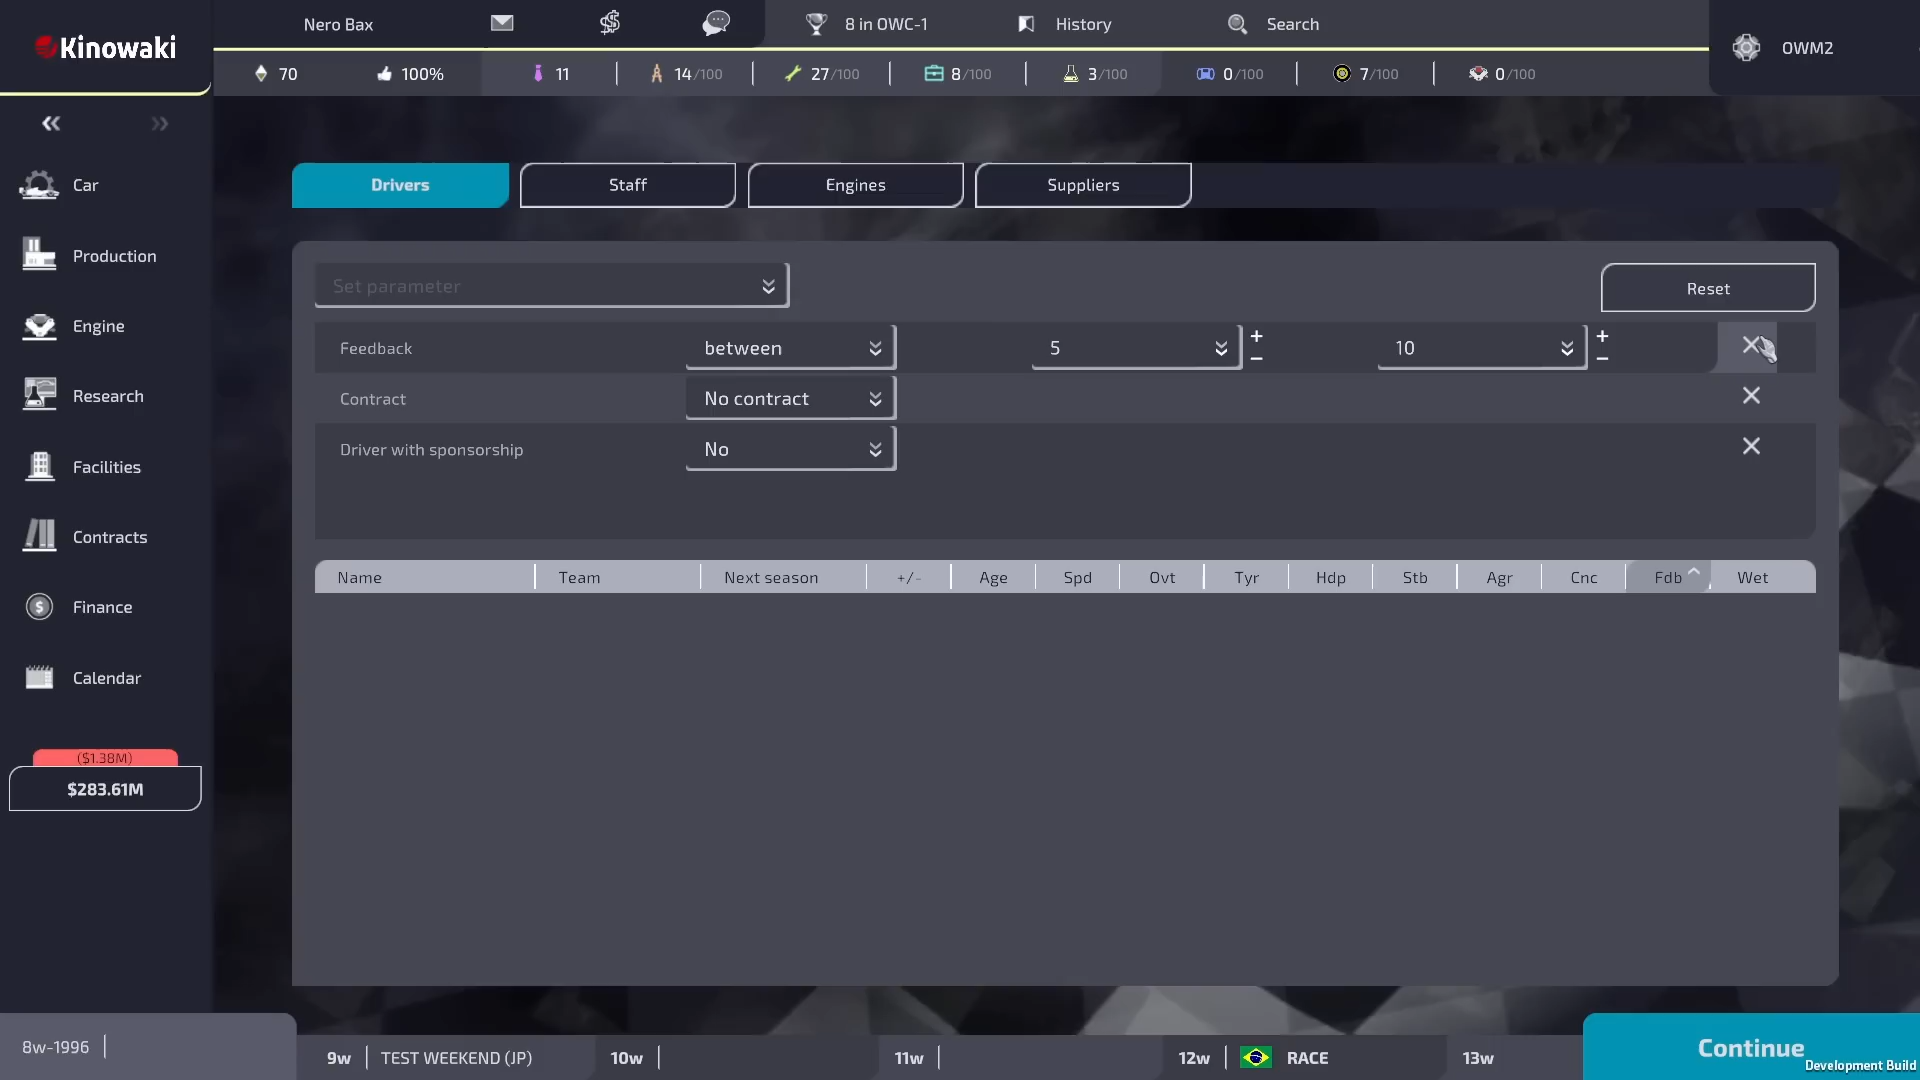 Kinowaki
Nero Bax
8 in OWC-1
History
Search
OWM2
70
100%
11
14/100
27/100
8/100
3/100
0/100
7/100
0/100
Car
Production
Engine
Research
Facilities
Contracts
Finance
Calendar
($1.38M)
$283.61M
Drivers
Staff
Engines
Suppliers
Set parameter
Reset
Feedback between 5 + − 10 + −
Contract No contract
Driver with sponsorship No
Name Team Next season +/- Age Spd Ovt Tyr Hdp Stb Agr Cnc Fdb Wet
8w-1996
9w TEST WEEKEND (JP)
10w
11w
12w RACE
13w
Continue
Development Build